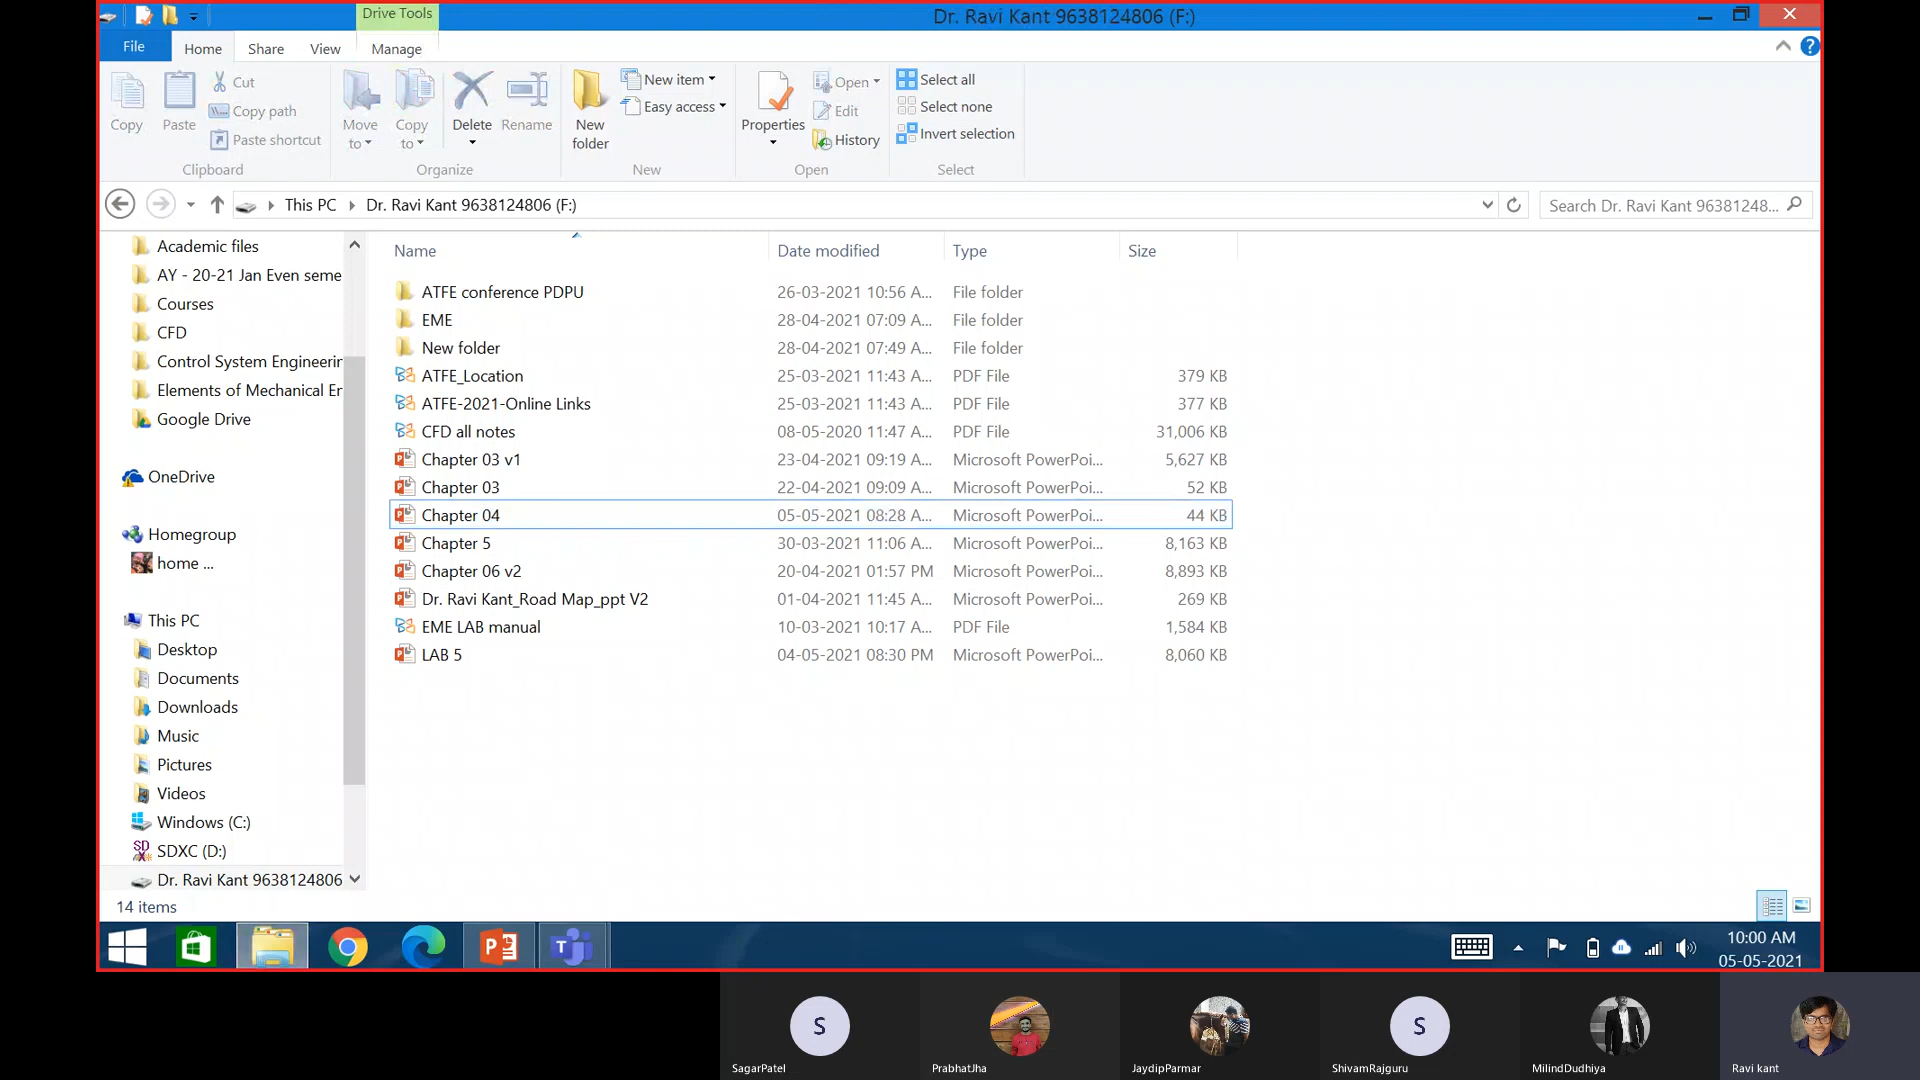 Drive Tools
Dr. Ravi Kant 9638124806 (F:)
File Home Share View Manage
Copy
Paste
Cut
Copy path
Paste shortcut
Clipboard
Move to
Copy to
Delete
Rename
Organize
New folder
New item
Easy access
New
Properties
Open
Edit
History
Open
Select all
Select none
Invert selection
Select
This PC Dr. Ravi Kant 9638124806 (F:)
Search Dr. Ravi Kant 96381248...
Academic files
AY - 20-21 Jan Even seme
Courses
CFD
Control System Engineerin
Elements of Mechanical Er
Google Drive
OneDrive
Homegroup
home ...
This PC
Desktop
Documents
Downloads
Music
Pictures
Videos
Windows (C:)
SDXC (D:)
Dr. Ravi Kant 9638124806
Name Date modified Type Size
ATFE conference PDPU 26-03-2021 10:56 A... File folder
EME 28-04-2021 07:09 A... File folder
New folder 28-04-2021 07:49 A... File folder
ATFE_Location 25-03-2021 11:43 A... PDF File 379 KB
ATFE-2021-Online Links 25-03-2021 11:43 A... PDF File 377 KB
CFD all notes 08-05-2020 11:47 A... PDF File 31,006 KB
Chapter 03 v1 23-04-2021 09:19 A... Microsoft PowerPoi... 5,627 KB
Chapter 03 22-04-2021 09:09 A... Microsoft PowerPoi... 52 KB
Chapter 04 05-05-2021 08:28 A... Microsoft PowerPoi... 44 KB
Chapter 5 30-03-2021 11:06 A... Microsoft PowerPoi... 8,163 KB
Chapter 06 v2 20-04-2021 01:57 PM Microsoft PowerPoi... 8,893 KB
Dr. Ravi Kant_Road Map_ppt V2 01-04-2021 11:45 A... Microsoft PowerPoi... 269 KB
EME LAB manual 10-03-2021 10:17 A... PDF File 1,584 KB
LAB 5 04-05-2021 08:30 PM Microsoft PowerPoi... 8,060 KB
14 items
10:00 AM
05-05-2021
S S
SagarPatel PrabhatJha JaydipParmar ShivamRajguru MilindDudhiya Ravi kant